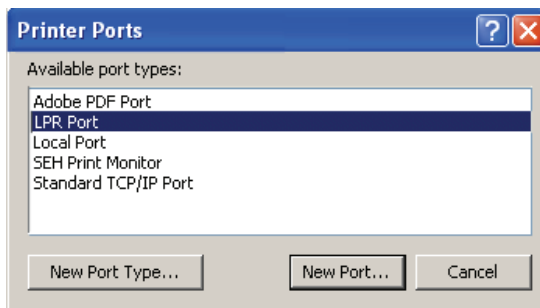 Printer Ports
Available port types:
Adobe PDF Port
LPR Port
Local Port
SEH Print Monitor
Standard TCP/IP Port
New Port Type... New Port... Cancel